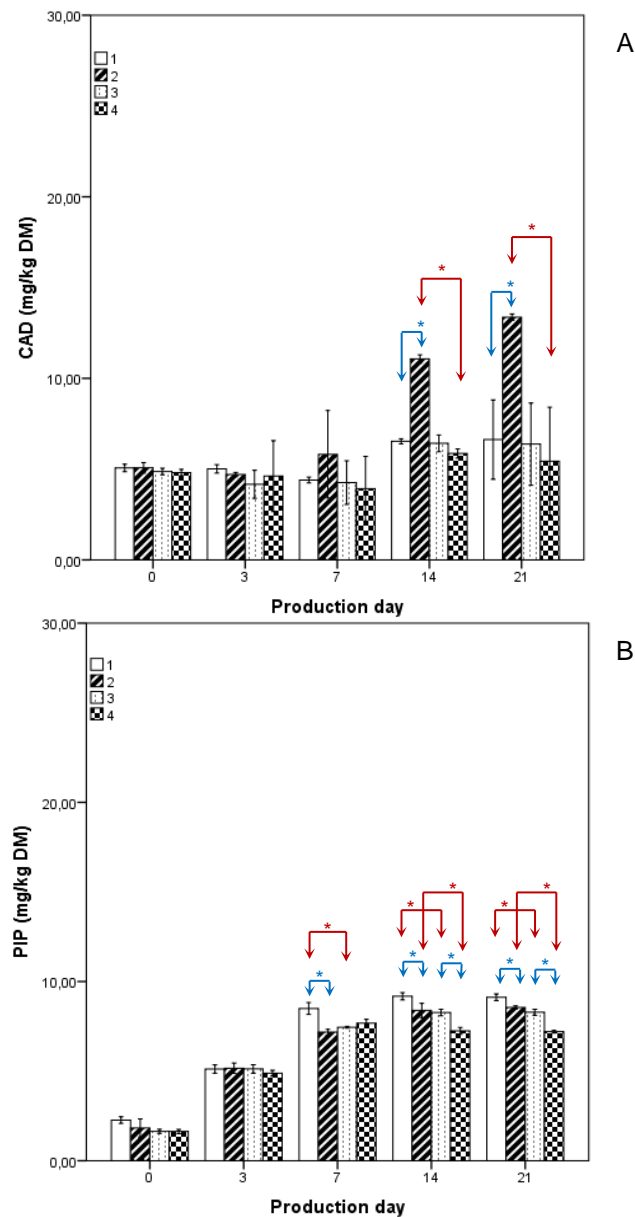 A
30,00
1
2
3
4
20,00
CAD (mg/kg DM)
*
*
*
*
10,00
0,00
0 3 7 14 21
Production day
B
30,00
1
2
3
4
20,00
PIP (mg/kg DM)
* * * * *
* * * * *
10,00
0,00
0 3 7 14 21
Production day